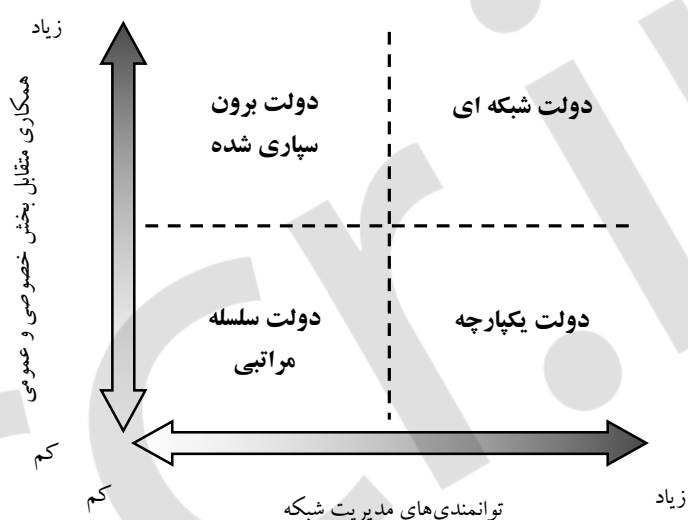 زیاد
همکاری متقابل بخش خصوصی و عمومی
دولت شبکه ای
دولت برون
سپاری شده
دولت یکپارچه
دولت سلسله
مراتبی
کم
کم
توانمندی‌های مدیریت شبکه
زیاد